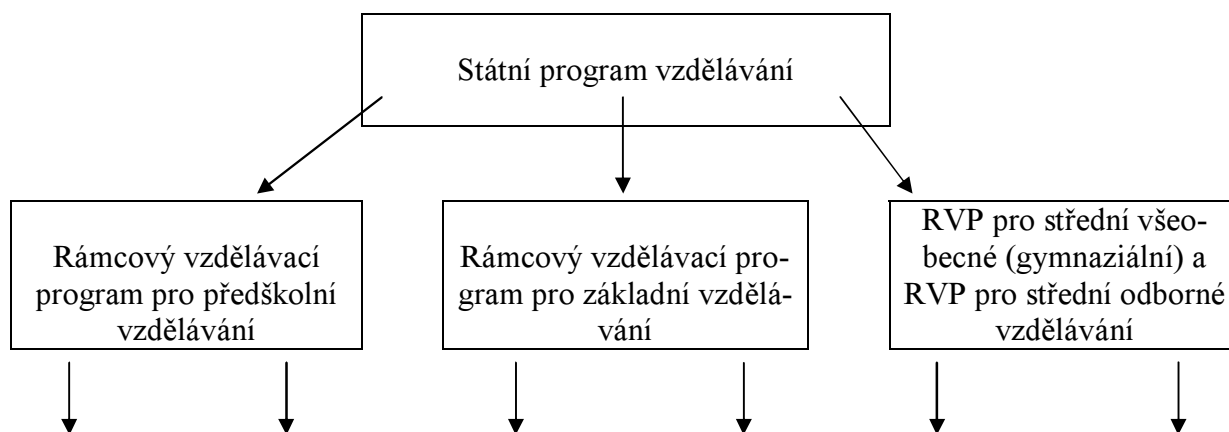 Státní program vzdělávání
Rámcový vzdělávací
program pro předškolní
vzdělávání
Rámcový vzdělávací pro-
gram pro základní vzdělá-
vání
RVP pro střední všeo-
becné (gymnaziální) a
RVP pro střední odborné
vzdělávání